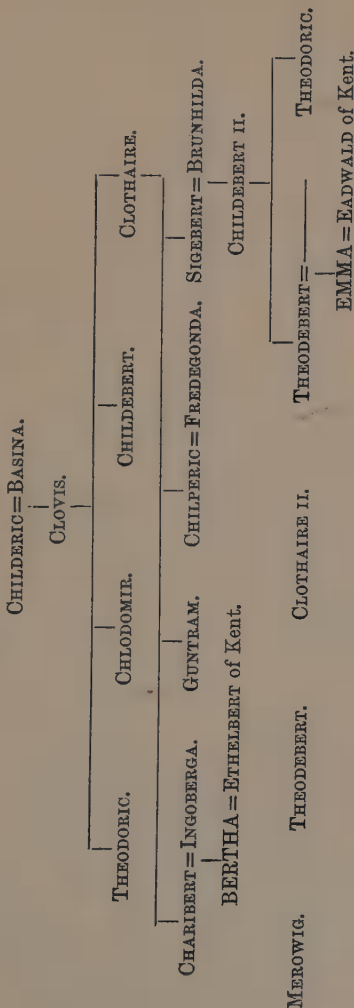 CHILDERIC=BASINA.
CLOVIS.
THEODORIC. CHLODOMIR. CHILDEBERT. CLOTHAIRE.
CHARIBERT=INGOBERGA. GUNTRAM. CHILPERIC=FREDEGONDA. SIGEBERT=BRUNHILDA.
BERTHA=ETHELBERT of Kent. CHILDEBERT II.
MEROWIG. THEODEBERT. CLOTHAIRE II. THEODEBERT= THEODORIC.
EMMA=EADWALD of Kent.